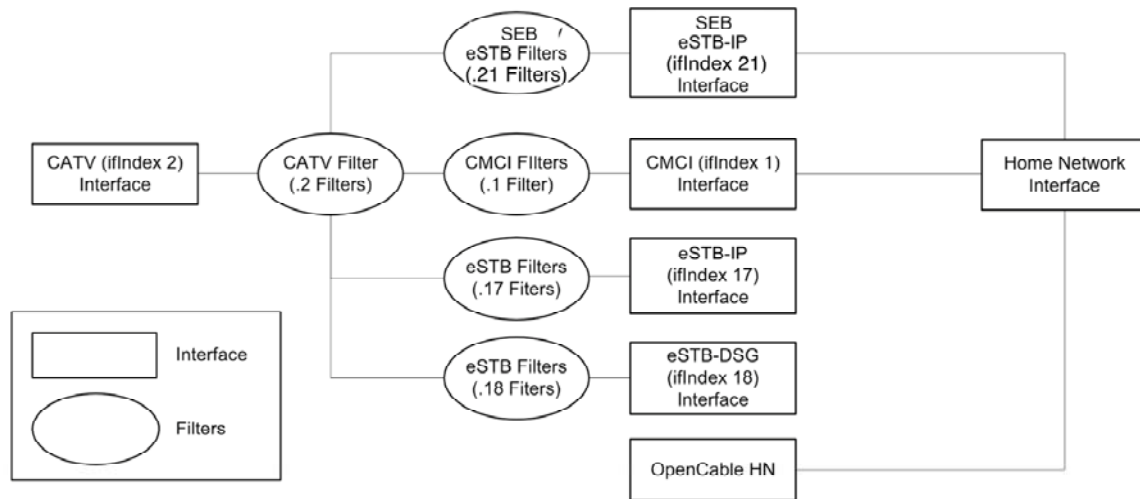 SEB
eSTB Filters
(.21 Filters)
SEB
eSTB-IP
(ifIndex 21)
Interface
CATV (ifIndex 2)
Interface
CATV Filter
(.2 Filters)
CMCI FIlters
(.1 Filter)
CMCI (ifIndex 1)
Interface
Home Network
Interface
eSTB Filters
(.17 Fiters)
eSTB-IP
(ifIndex 17)
Interface
eSTB Filters
(.18 Fiters)
eSTB-DSG
(ifIndex 18)
Interface
OpenCable HN
Interface
Filters